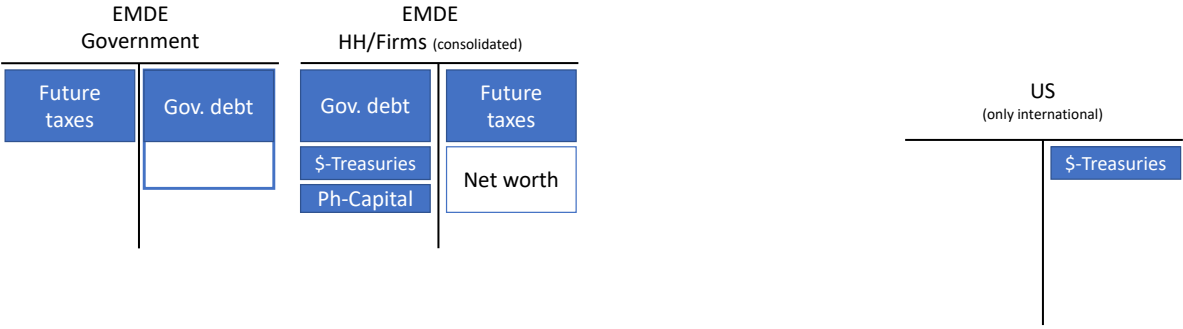 EMDE
Government
Future
taxes
Gov. debt
EMDE
HH/Firms (consolidated)
Gov. debt
Future
taxes
$-Treasuries
Ph-Capital
Net worth
US
(only international)
$-Treasuries